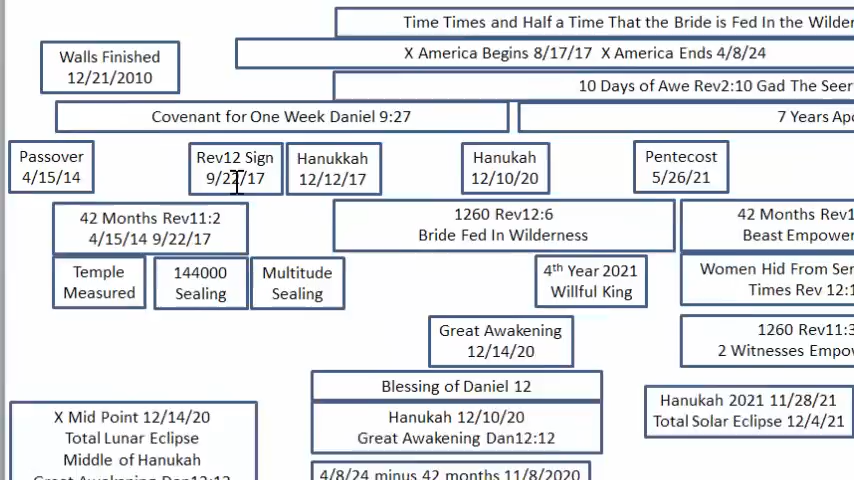 Time Times and Half a Time That the Bride is Fed In the Wilder
Walls Finished
12/21/2010
X America Begins 8/17/17 X America Ends 4/8/24
10 Days of Awe Rev2:10 Gad The Seer
Covenant for One Week Daniel 9:27
7 Years Apo
Passover
4/15/14
Rev12 Sign
9/22/17
Hanukkah
12/12/17
Hanukah
12/10/20
Pentecost
5/26/21
42 Months Rev11:2
4/15/14 9/22/17
1260 Rev12:6
Bride Fed In Wilderness
42 Months Rev1
Beast Empower
Temple
Measured
144000
Sealing
Multitude
Sealing
4th Year 2021
Willful King
Women Hid From Ser
Times Rev 12:1
Great Awakening
12/14/20
1260 Rev11:3
2 Witnesses Empo
Blessing of Daniel 12
Hanukah 12/10/20
Great Awakening Dan12:12
Hanukah 2021 11/28/21
Total Solar Eclipse 12/4/21
X Mid Point 12/14/20
Total Lunar Eclipse
Middle of Hanukah
Great Awakening Dan12:12
4/8/24 minus 42 months 11/8/2020